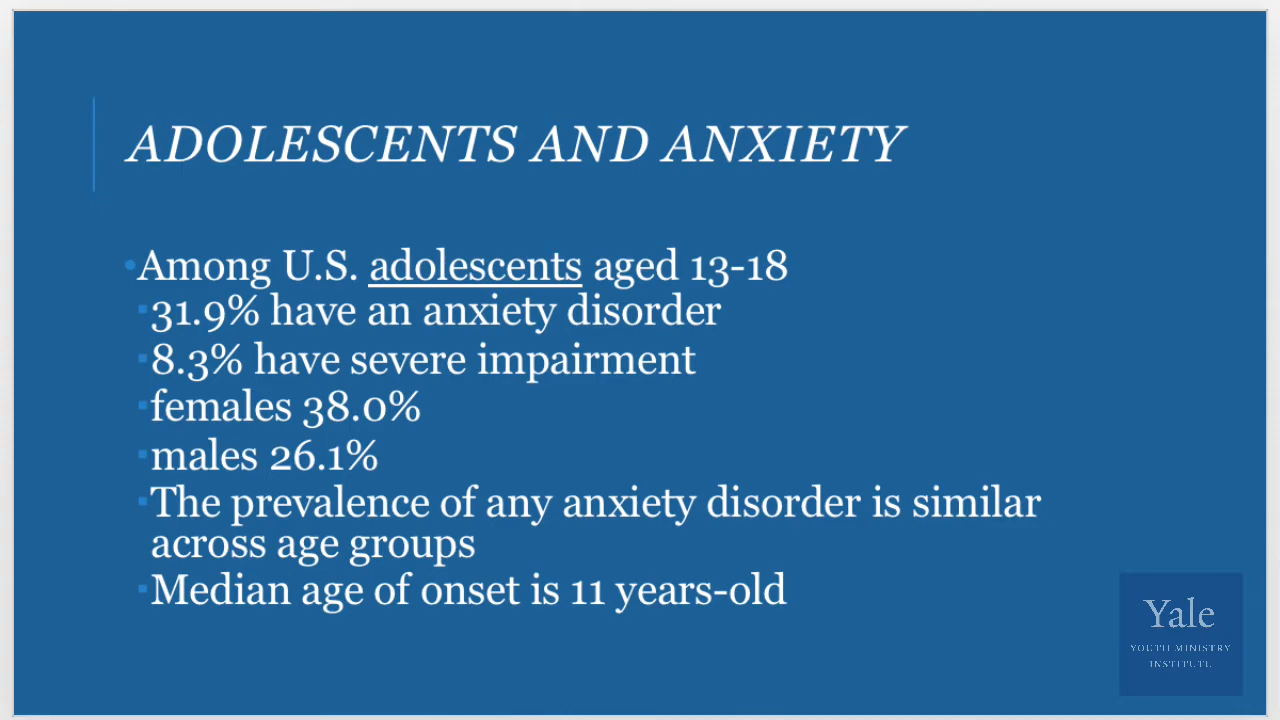 ADOLESCENTS AND ANXIETY
•Among U.S. adolescents aged 13-18
▪31.9% have an anxiety disorder
▪8.3% have severe impairment
▪females 38.0%
▪males 26.1%
▪The prevalence of any anxiety disorder is similar
across age groups
▪Median age of onset is 11 years-old
Yale
YOUTH MINISTRY
INSTITUTE